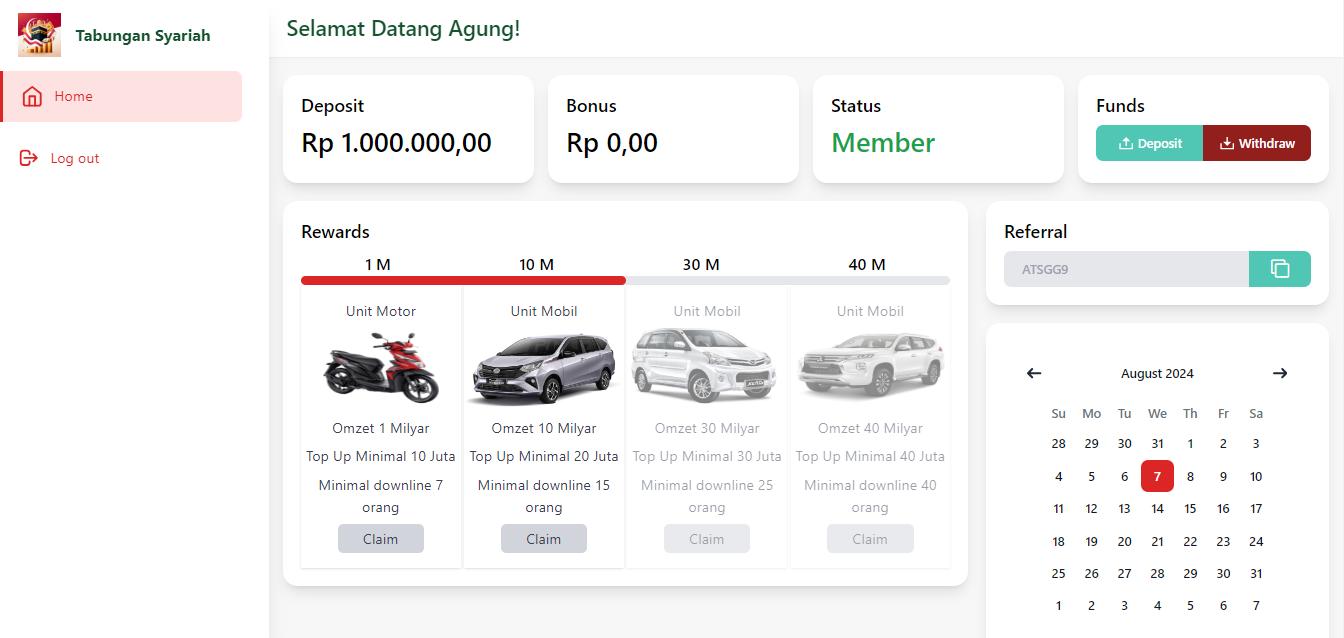 Tabungan Syariah
Home
Log out
Selamat Datang Agung!
Deposit
Rp 1.000.000,00
Bonus
Rp 0,00
Status
Member
Funds
Deposit Withdraw
Rewards
1 M 10 M 30 M 40 M
Unit Motor
Omzet 1 Milyar
Top Up Minimal 10 Juta
Minimal downline 7
orang
Claim
Unit Mobil
Omzet 10 Milyar
Top Up Minimal 20 Juta
Minimal downline 15
orang
Claim
Unit Mobil
Omzet 30 Milyar
Top Up Minimal 30 Juta
Minimal downline 25
orang
Claim
Unit Mobil
Omzet 40 Milyar
Top Up Minimal 40 Juta
Minimal downline 40
orang
Claim
Referral
ATSGG9
August 2024
Su Mo Tu We Th Fr Sa
28 29 30 31 1 2 3
4 5 6 7 8 9 10
11 12 13 14 15 16 17
18 19 20 21 22 23 24
25 26 27 28 29 30 31
1 2 3 4 5 6 7